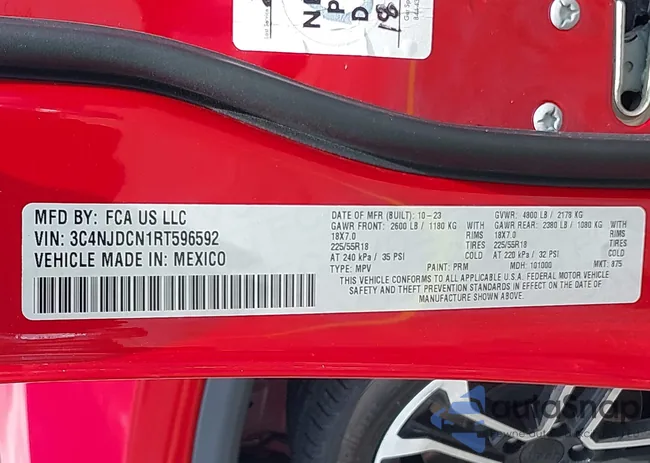 NE
P
D
18
MFD BY: FCA US LLC
VIN: 3C4NJDCN1RT596592
VEHICLE MADE IN: MEXICO
DATE OF MFR (BUILT): 10-23 GVWR: 4800 LB / 2178 KG
GAWR FRONT: 2600 LB / 1180 KG GAWR REAR: 2380 LB / 1080 KG
18X7.0 RIMS 18X7.0 RIMS
225/55R18 TIRES 225/55R18 TIRES
AT 240 kPa / 35 PSI COLD AT 220 kPa / 32 PSI COLD
TYPE: MPV PAINT: PRM MDH: 101000 MKT: 875
THIS VEHICLE CONFORMS TO ALL APPLICABLE U.S.A. FEDERAL MOTOR VEHICLE
SAFETY AND THEFT PREVENTION STANDARDS IN EFFECT ON THE DATE OF
MANUFACTURE SHOWN ABOVE.
autoSnap